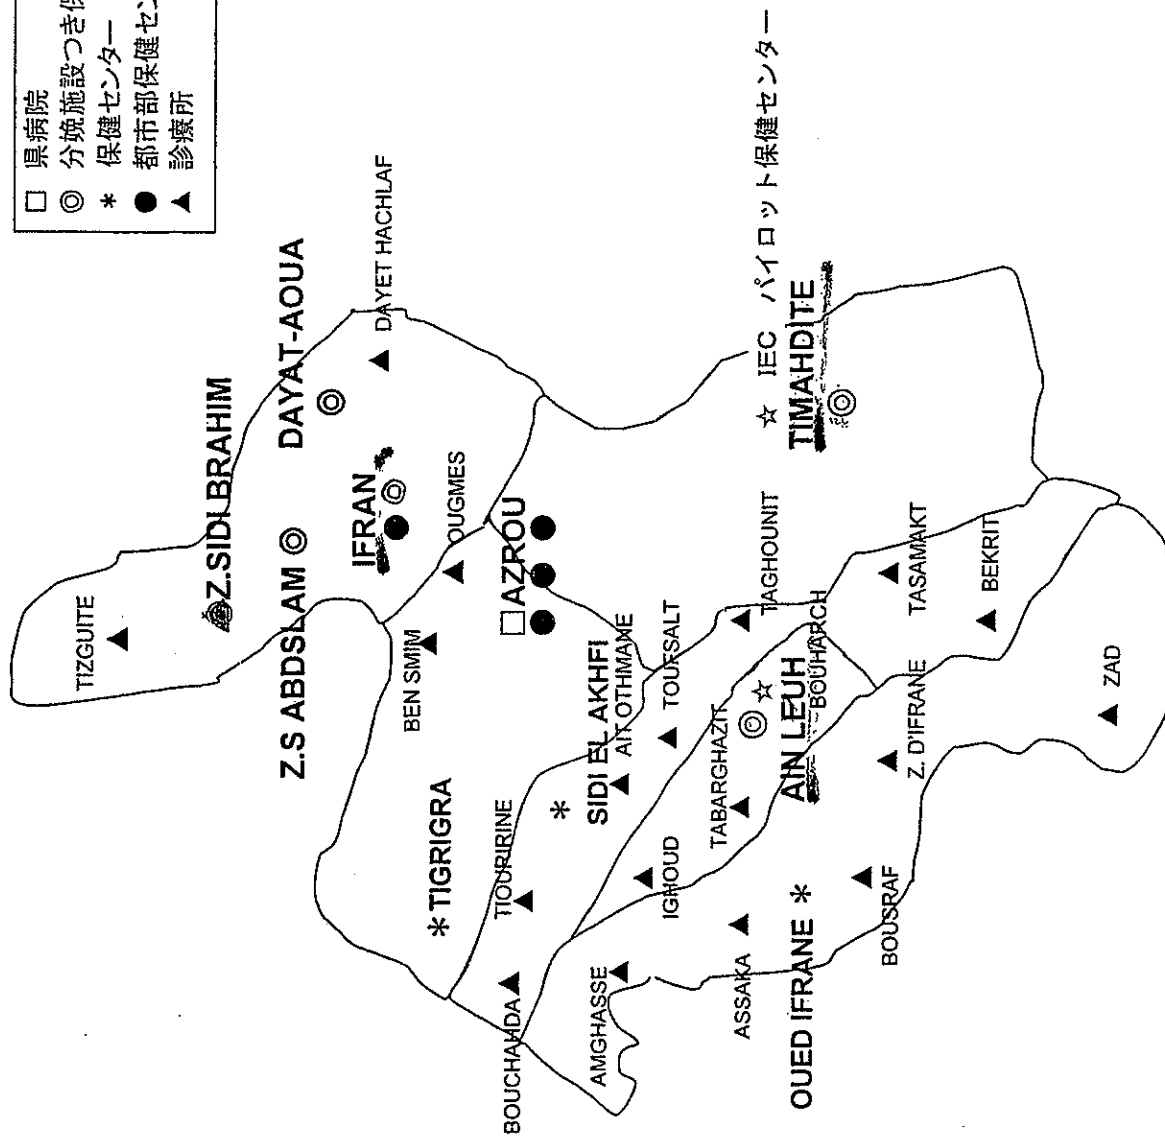 □ 県病院
◎ 分娩施設つき保
* 保健センター
● 都市部保健セン
▲ 診療所
TIZGUITE
Z.SIDI BRAHIM
Z.S ABDSLAM
DAYAT-AOUA
IFRAN
DAYET HACHLAF
BEN SMIM
TIGRIGRA
OUGMES
TIOURIRINE
AZROU
BOUCHAHDA
SIDI EL AKHFI
AMGHASSE
AIT OTHMANE
IGHOUD
TOUFSALT
TABARGHAZIT
ASSAKA
TAGHOUNIT
☆ IEC パイロット保健センター
AIN LEUH
TIMAHDITE
OUED IFRANE
BOUHARCH
BOUSRAF
Z. D'IFRANE
TASAMAKT
BEKRIT
ZAD